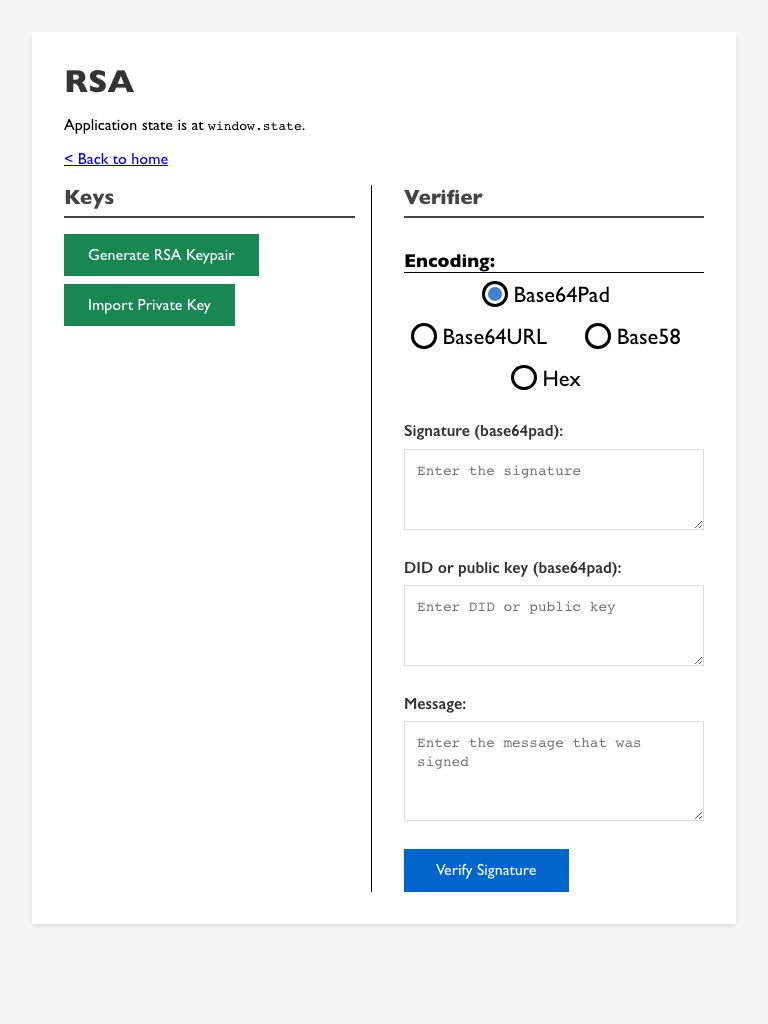 RSA
Application state is at window.state.
< Back to home
Keys
Generate RSA Keypair
Import Private Key
Verifier
Encoding:
Base64Pad
Base64URL Base58
Hex
Signature (base64pad):
Enter the signature
DID or public key (base64pad):
Enter DID or public key
Message:
Enter the message that was
signed
Verify Signature